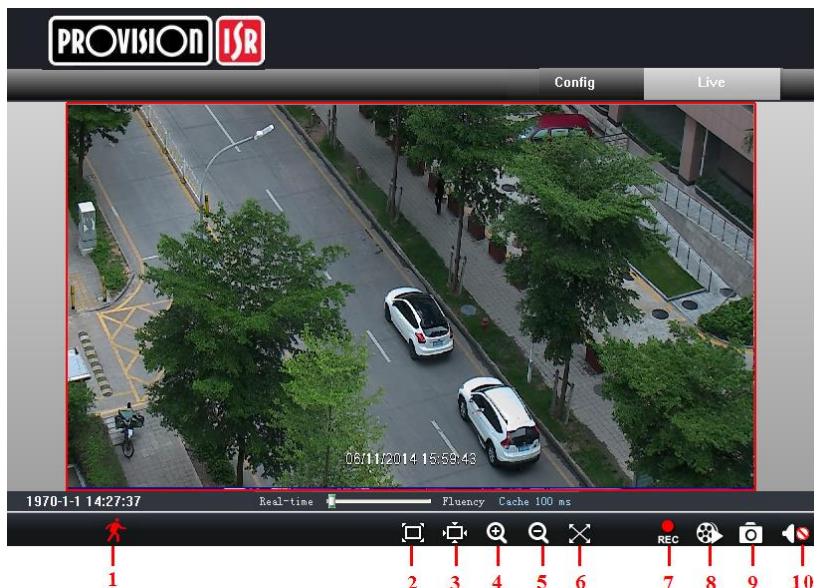 PROVISION ISR
Config Live
06/11/2014 15:59:43
1970-1-1 14:27:37 Real-time Fluency Cache 100 ms
REC
1 2 3 4 5 6 7 8 9 10